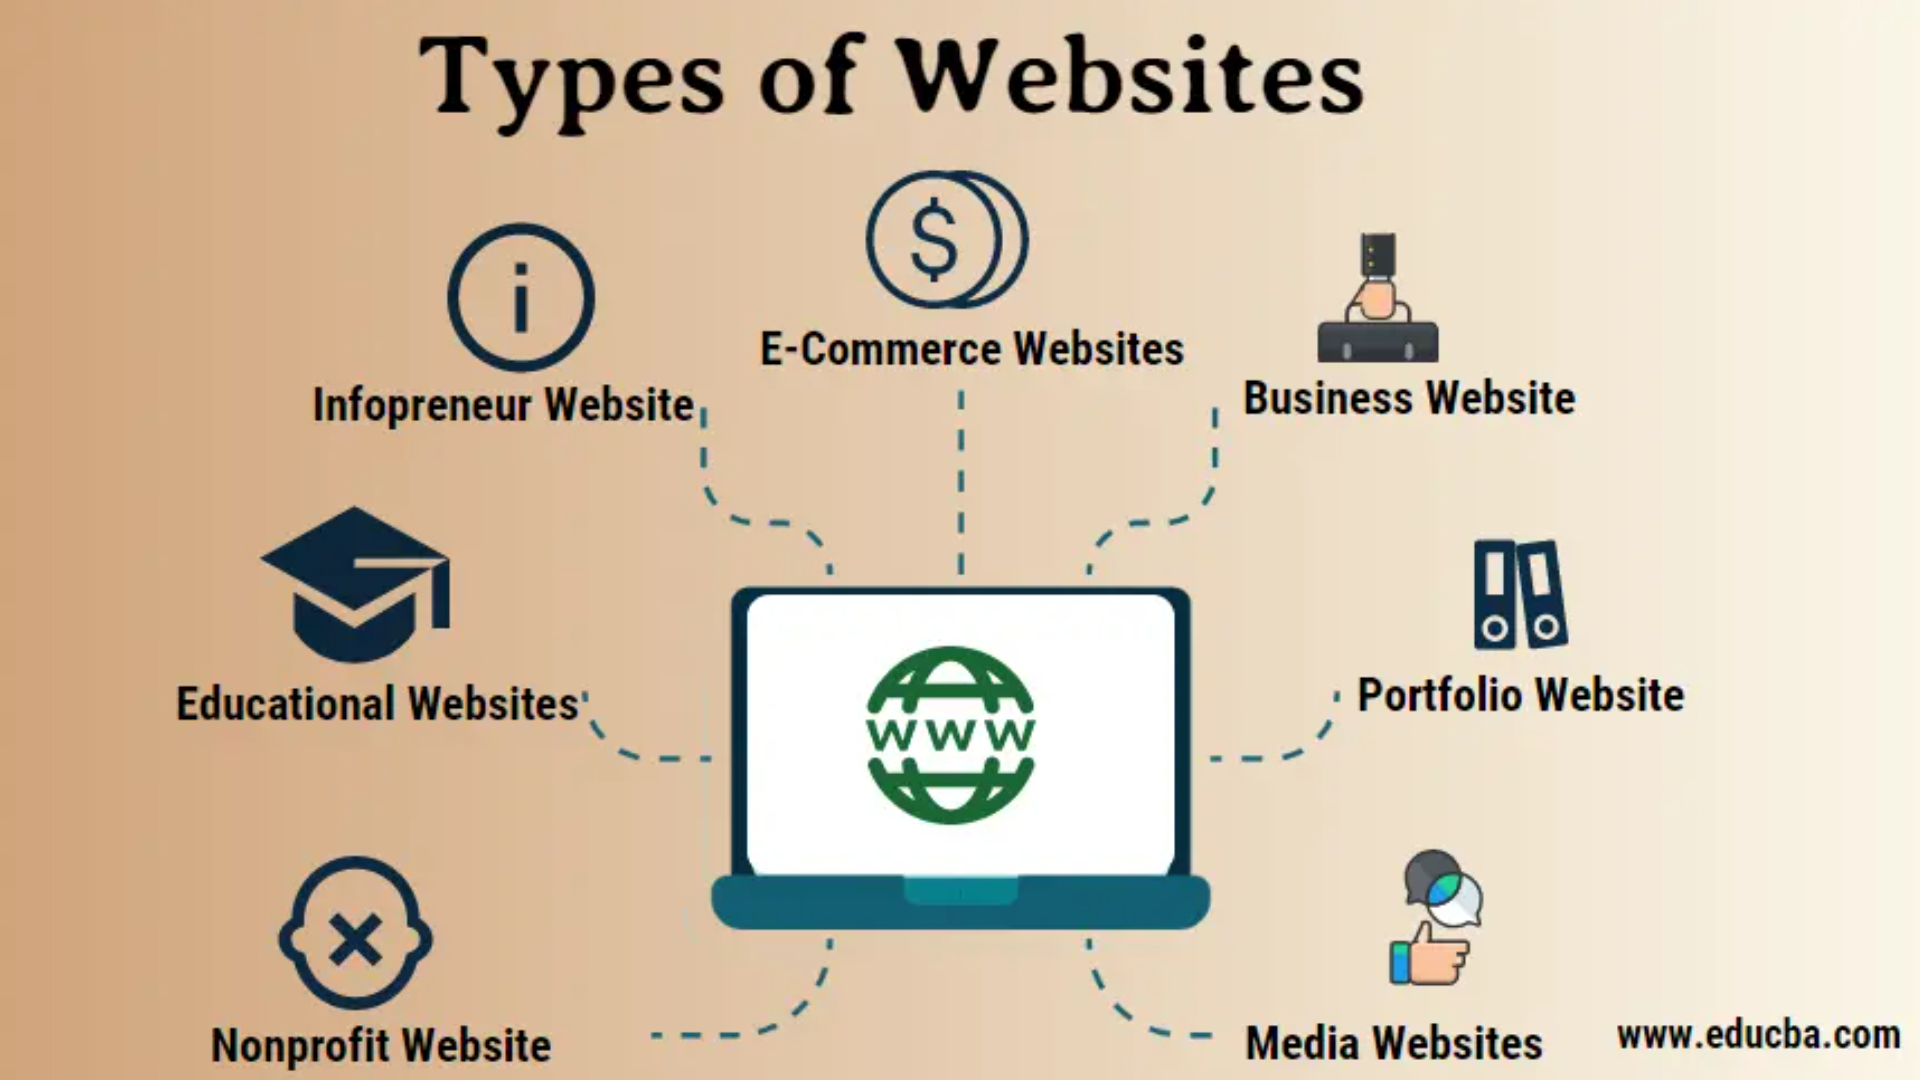 Types of Websites
$
i
E-Commerce Websites
Infopreneur Website
Business Website
Educational Websites
Portfolio Website
WWW
Nonprofit Website
Media Websites
www.educba.com